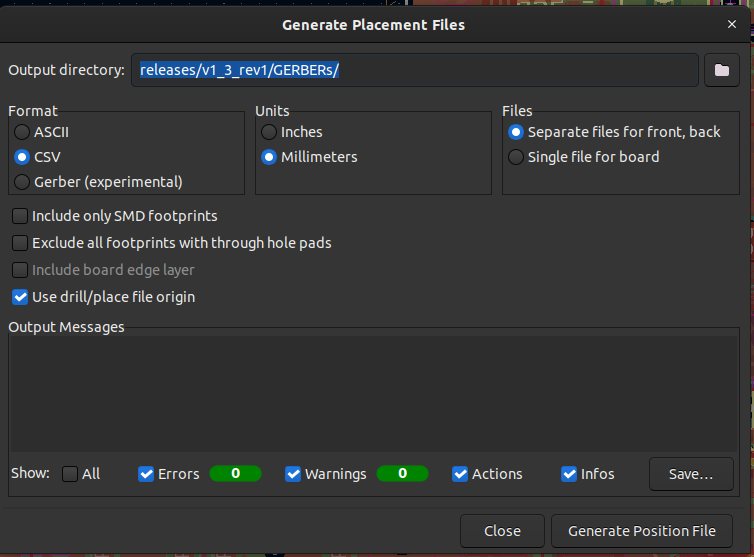 Generate Placement Files
Output directory: releases/v1_3_rev1/GERBERs/
Format
ASCII
CSV
Gerber (experimental)
Units
Inches
Millimeters
Files
Separate files for front, back
Single file for board
Include only SMD footprints
Exclude all footprints with through hole pads
Include board edge layer
Use drill/place file origin
Output Messages
Show: All Errors 0 Warnings 0 Actions Infos Save...
Close Generate Position File